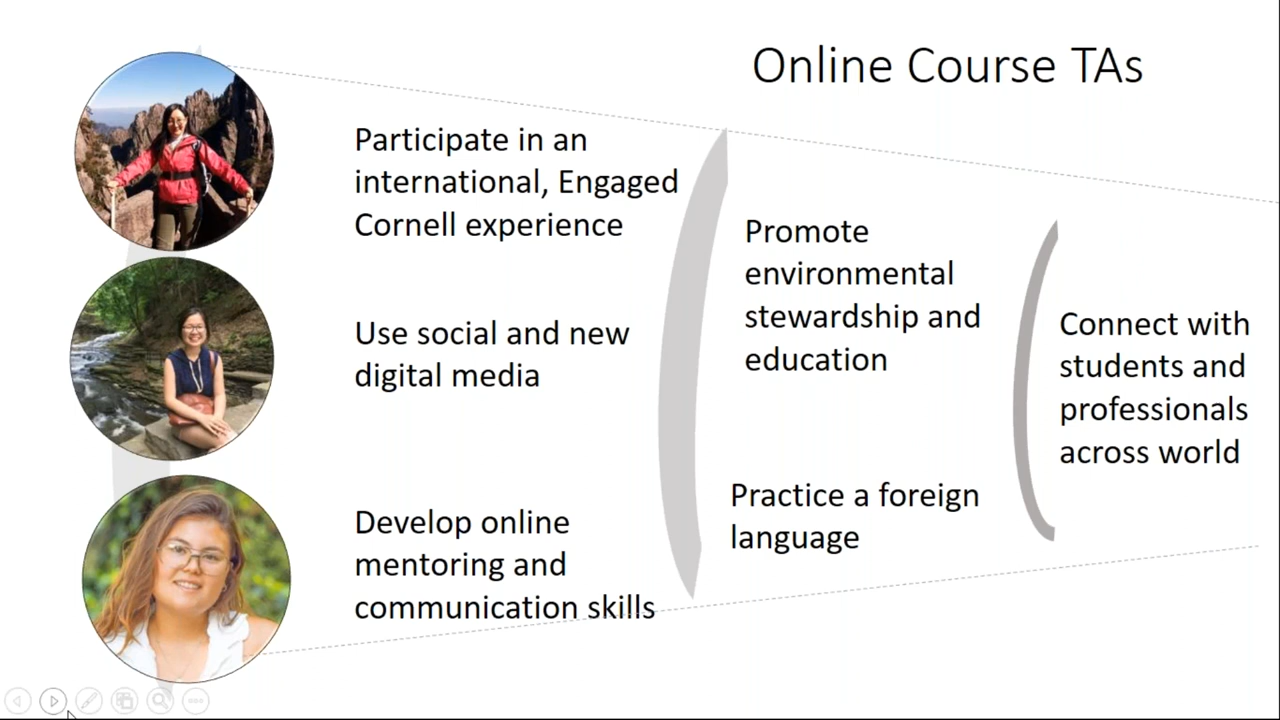 Online Course TAs
Participate in an
international, Engaged
Cornell experience
Use social and new
digital media
Develop online
mentoring and
communication skills
Promote
environmental
stewardship and
education
Practice a foreign
language
Connect with
students and
professionals
across world